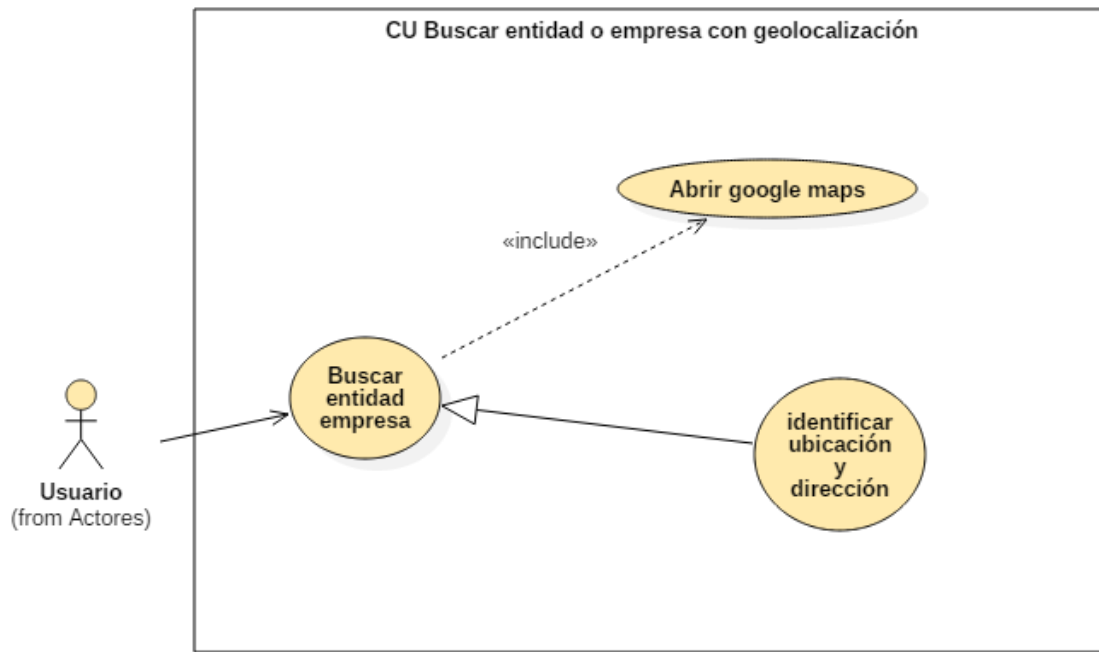 CU Buscar entidad o empresa con geolocalización
Abrir google maps
«include»
Buscar
entidad
empresa
identificar
ubicación
y
dirección
Usuario
(from Actores)